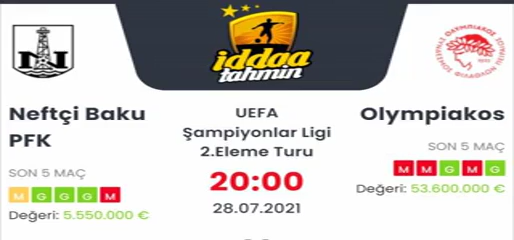 iddaa
tahmin
Neftçi Baku
PFK
SON 5 MAÇ
M G G G M
Değeri: 5.550.000 €
UEFA
Şampiyonlar Ligi
2.Eleme Turu
20:00
28.07.2021
Olympiakos
SON 5 MAÇ
M M G M G
Değeri: 53.600.000 €